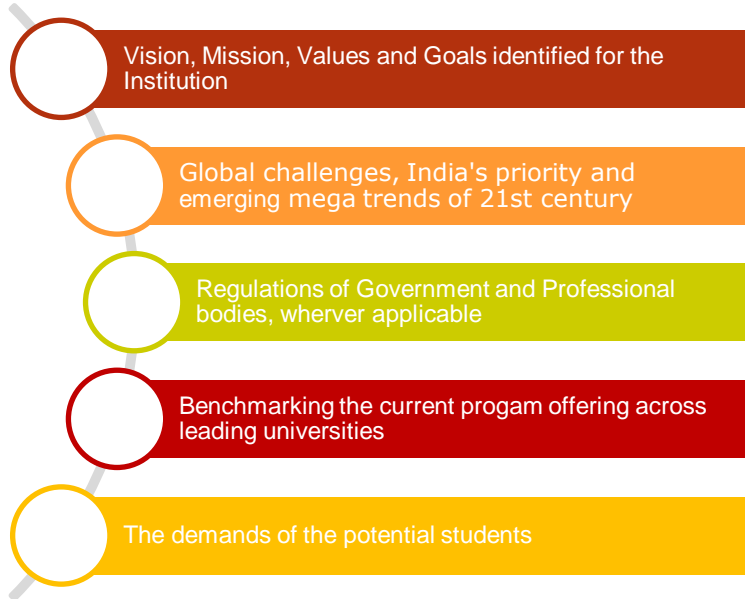 Vision, Mission, Values and Goals identified for the
Institution
Global challenges, India's priority and
emerging mega trends of 21st century
Regulations of Government and Professional
bodies, wherver applicable
Benchmarking the current progam offering across
leading universities
The demands of the potential students